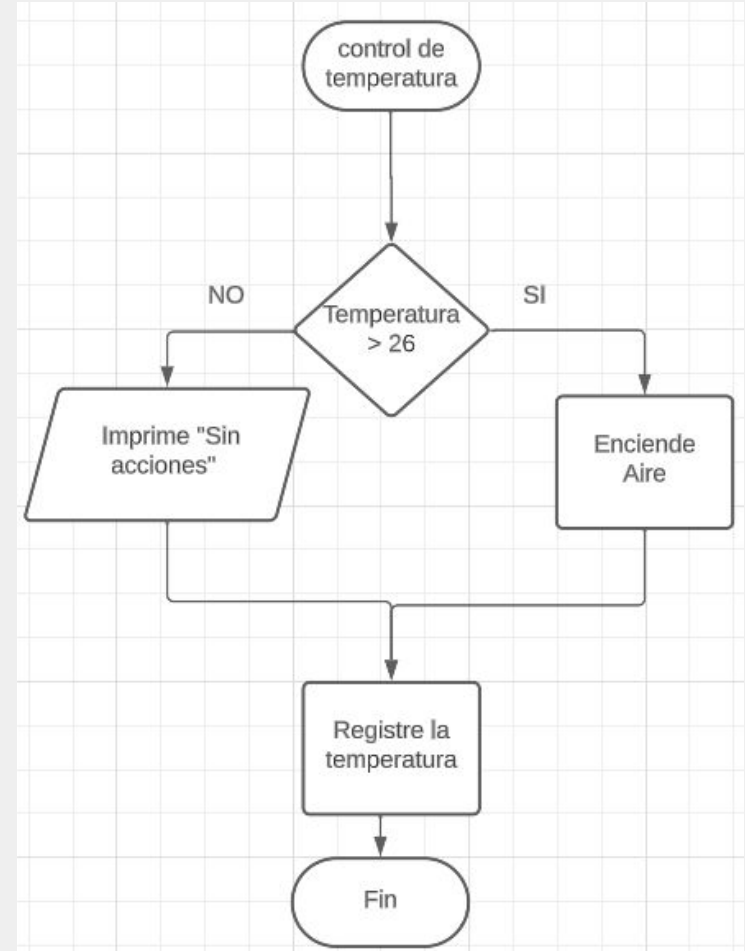 control de
temperatura
NO
SI
Temperatura
> 26
Imprime "Sin
acciones"
Enciende
Aire
Registre la
temperatura
Fin